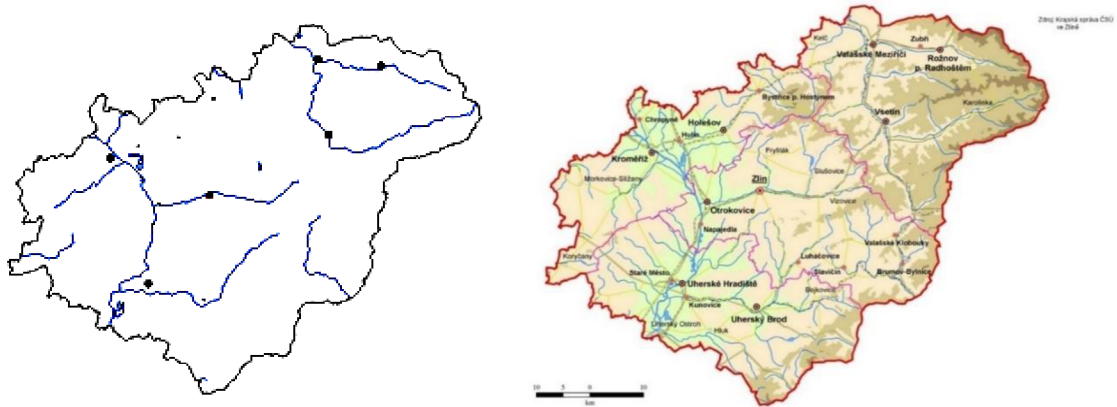 Zdroj: Krajská správa ČSÚ
ve Zlíně
Kelč
Zubří
Valašské Meziříčí
Rožnov
p. Radhoštěm
Bystřice p. Hostýnem
Karolinka
Vsetín
Chropyně
Holešov
Hulín
Kroměříž
Fryšták
Morkovice-Slížany
Zlín
Slušovice
Otrokovice
Vizovice
Napajedla
Valašské Klobouky
Koryčany
Luhačovice
Staré Město
Slavičín
Brumov-Bylnice
Uherské Hradiště
Bojkovice
Kunovice
Uherský Brod
Uherský Ostroh
Hluk
10 5 0 10
km